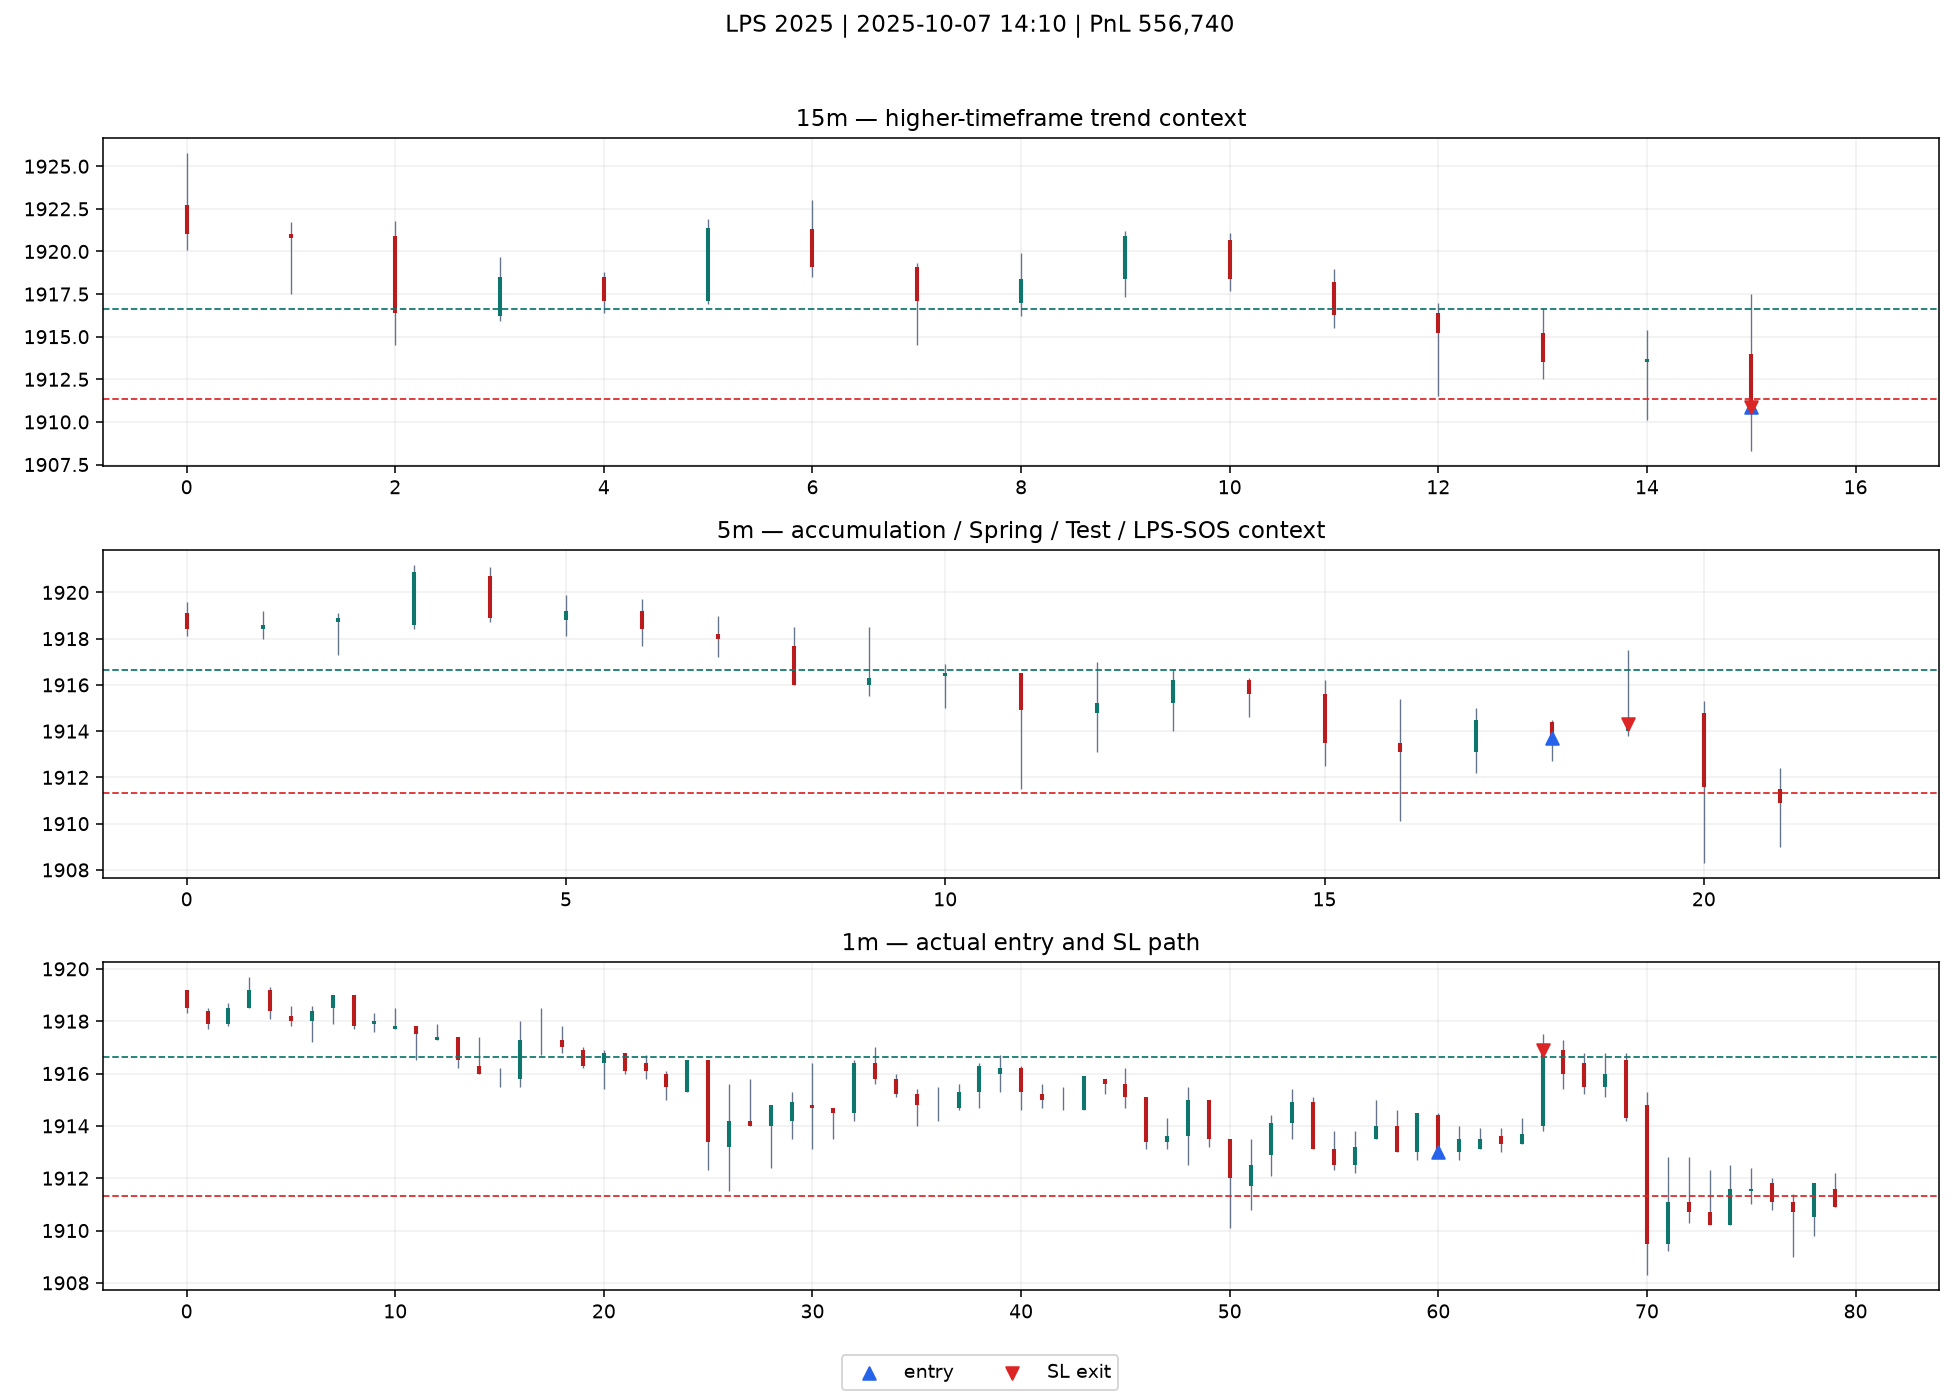 LPS 2025 | 2025-10-07 14:10 | PnL 556,740
15m — higher-timeframe trend context
1925.0
1922.5
1920.0
1917.5
1915.0
1912.5
1910.0
1907.5
0 2 4 6 8 10 12 14 16
5m — accumulation / Spring / Test / LPS-SOS context
1920
1918
1916
1914
1912
1910
1908
0 5 10 15 20
1m — actual entry and SL path
1920
1918
1916
1914
1912
1910
1908
0 10 20 30 40 50 60 70 80
entry SL exit